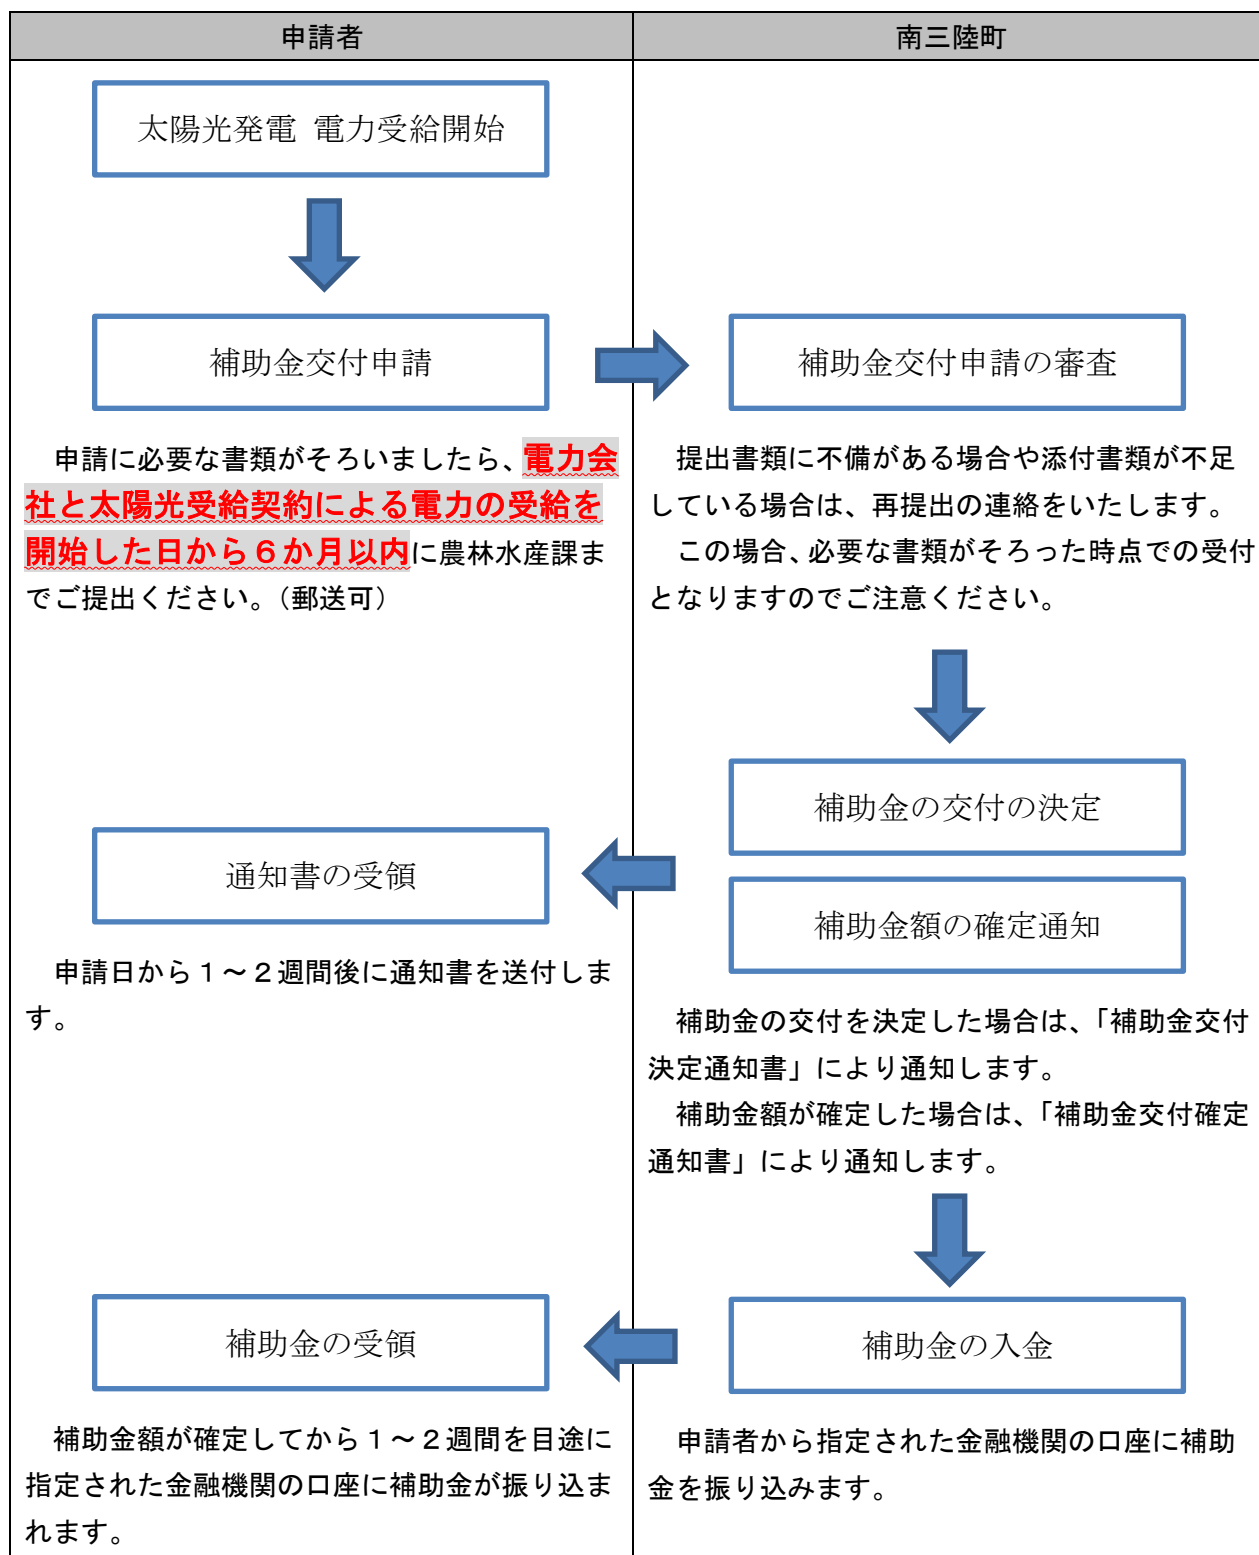 申請者
南三陸町
太陽光発電 電力受給開始
補助金交付申請
補助金交付申請の審査
申請に必要な書類がそろいましたら、電力会
社と太陽光受給契約による電力の受給を
開始した日から６か月以内に農林水産課ま
でご提出ください。（郵送可）
提出書類に不備がある場合や添付書類が不足
している場合は、再提出の連絡をいたします。
この場合、必要な書類がそろった時点での受付
となりますのでご注意ください。
補助金の交付の決定
補助金額の確定通知
通知書の受領
申請日から１～２週間後に通知書を送付しま
す。
補助金の交付を決定した場合は、「補助金交付
決定通知書」により通知します。
補助金額が確定した場合は、「補助金交付確定
通知書」により通知します。
補助金の入金
補助金の受領
補助金額が確定してから１～２週間を目途に
指定された金融機関の口座に補助金が振り込ま
れます。
申請者から指定された金融機関の口座に補助
金を振り込みます。